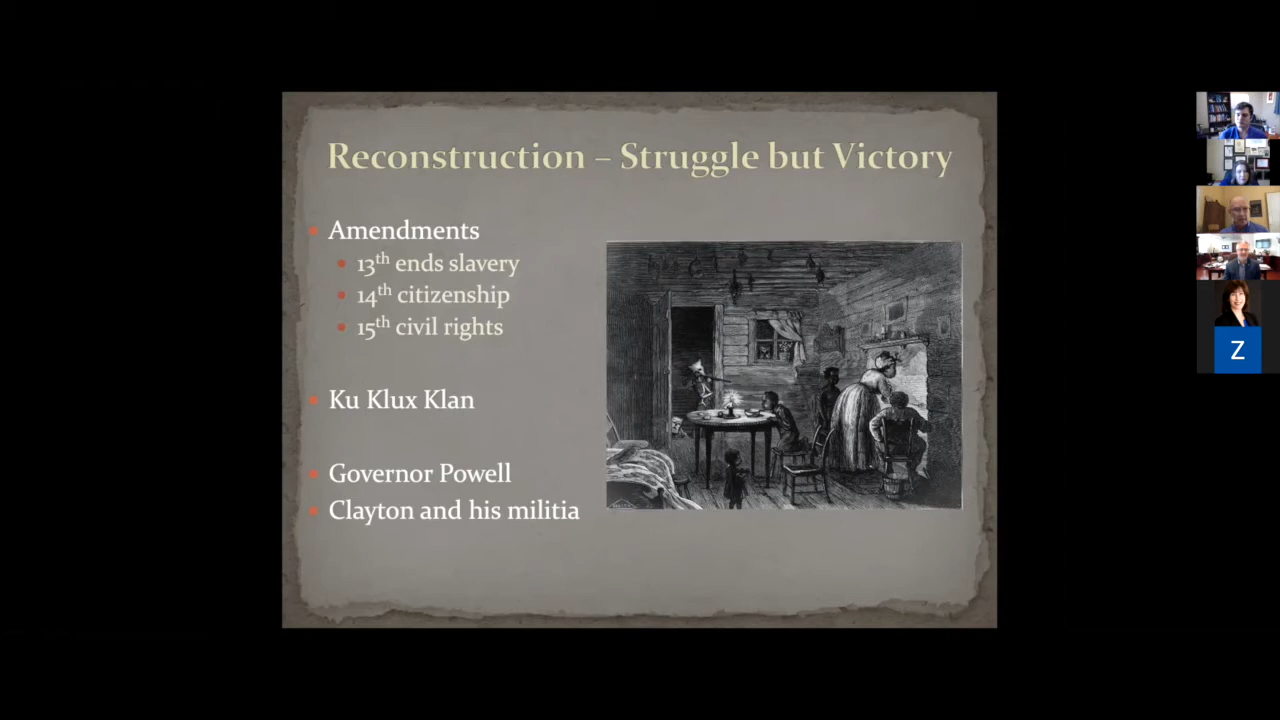 Reconstruction – Struggle but Victory
Amendments
13th ends slavery
14th citizenship
15th civil rights
Ku Klux Klan
Governor Powell
Clayton and his militia
Z